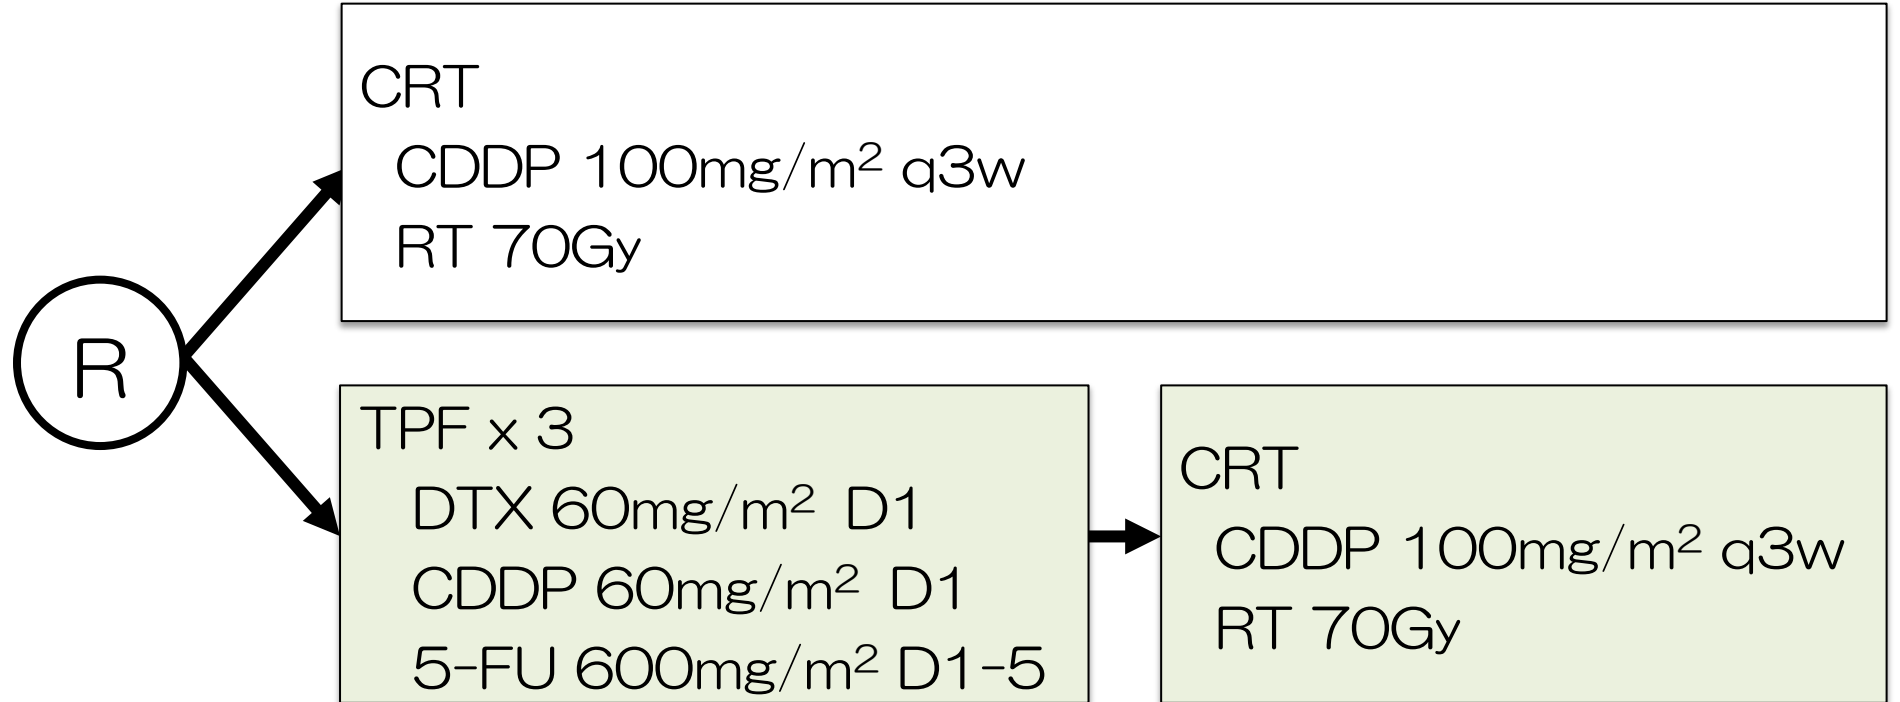 CRT
CDDP 100mg/m² q3w
RT 70Gy
R
TPF x 3
DTX 60mg/m² D1
CDDP 60mg/m² D1
5-FU 600mg/m² D1-5
CRT
CDDP 100mg/m² q3w
RT 70Gy